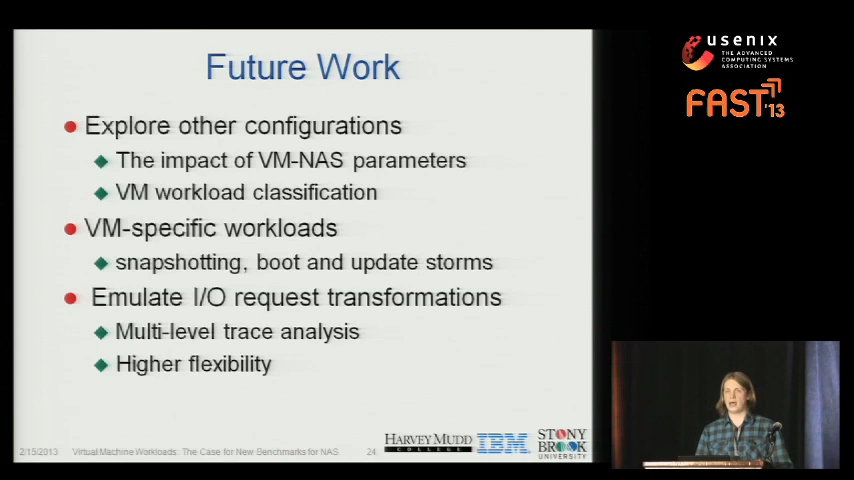 Future Work
Explore other configurations
The impact of VM-NAS parameters
VM workload classification
VM-specific workloads
snapshotting, boot and update storms
Emulate I/O request transformations
Multi-level trace analysis
Higher flexibility
2/15/2013 Virtual Machine Workloads: The Case for New Benchmarks for NAS 24
HARVEY MUDD
COLLEGE
IBM
STONY
BROOK
UNIVERSITY
usenix
THE ADVANCED
COMPUTING SYSTEMS
ASSOCIATION
FAST '13